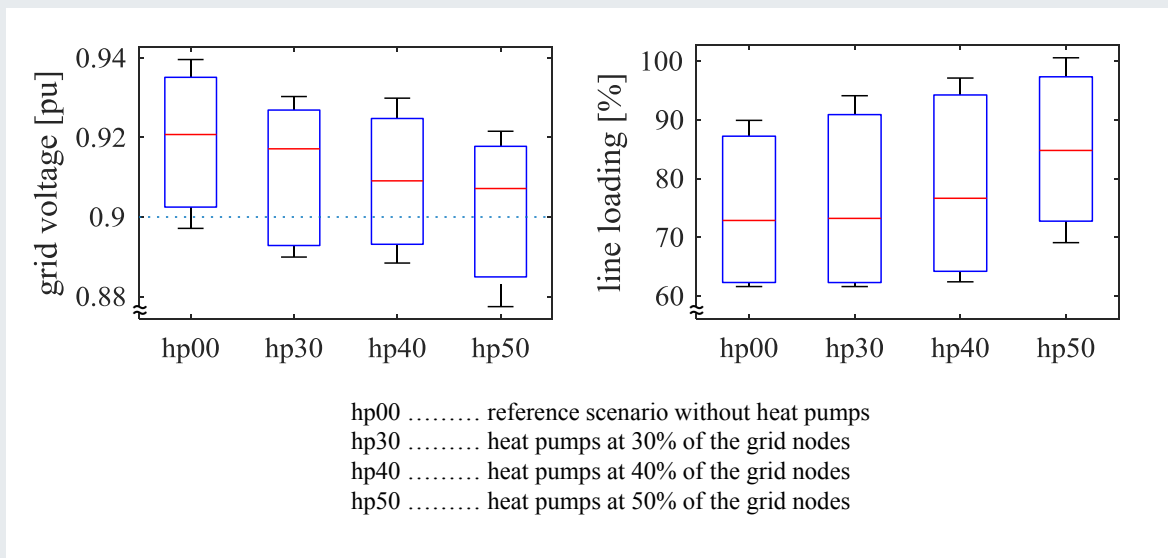 grid voltage [pu]
0.94
0.92
0.9
0.88
hp00 hp30 hp40 hp50
line loading [%]
100
90
80
70
60
hp00 hp30 hp40 hp50
hp00 ......... reference scenario without heat pumps
hp30 ......... heat pumps at 30% of the grid nodes
hp40 ......... heat pumps at 40% of the grid nodes
hp50 ......... heat pumps at 50% of the grid nodes